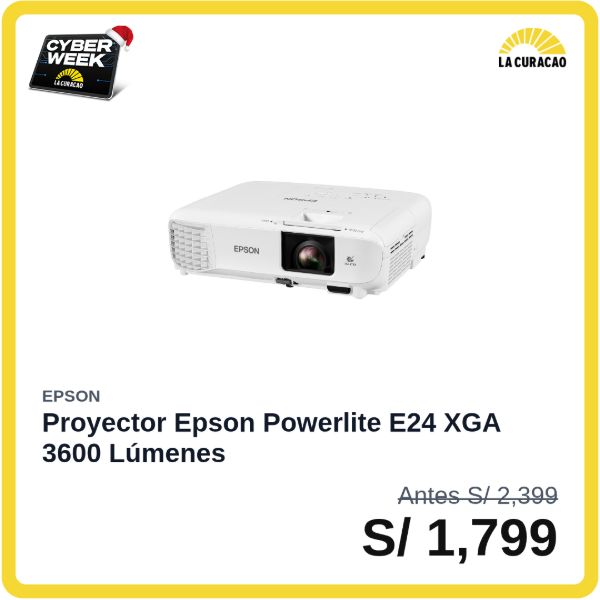 CYBER
WEEK
LA CURACAO
LA CURACAO
EPSON
EPSON
EPSON
Proyector Epson Powerlite E24 XGA
3600 Lúmenes
Antes S/ 2,399
S/ 1,799